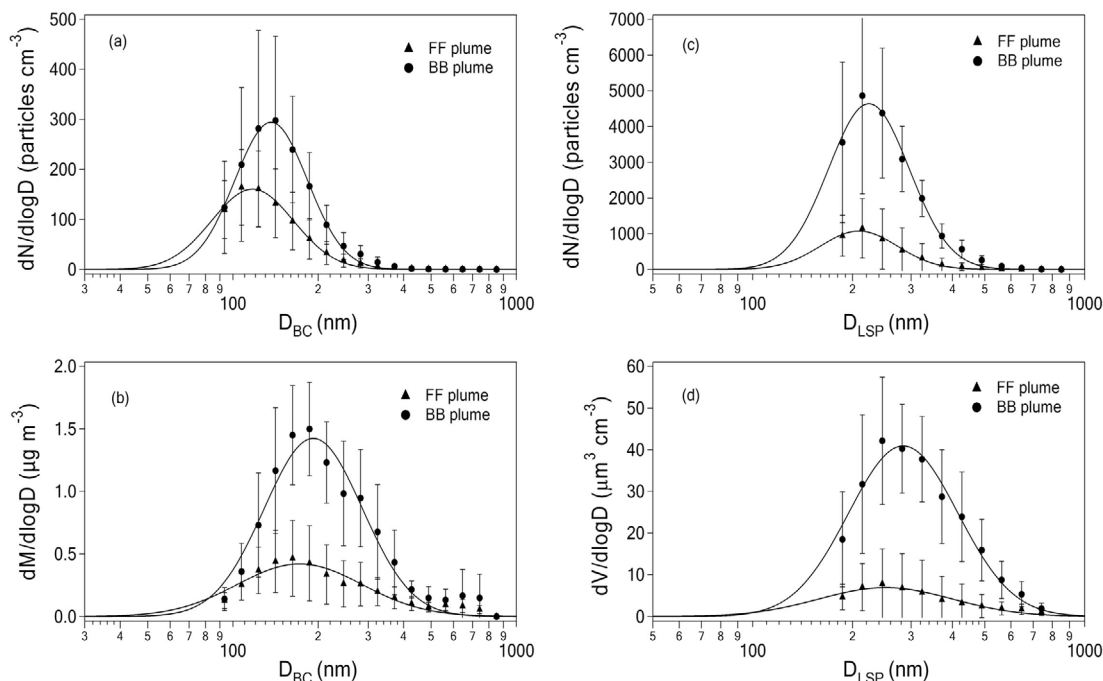 500
400
300
200
100
0
dN/dlogD (particles cm⁻³)
(a)
FF plume
BB plume
3 4 5 6 7 8 9 100 2 3 4 5 6 7 8 9 1000
D_BC (nm)
7000
6000
5000
4000
3000
2000
1000
0
dN/dlogD (particles cm⁻³)
(c)
FF plume
BB plume
5 6 7 8 9 100 2 3 4 5 6 7 8 9 1000
D_LSP (nm)
2.0
1.5
1.0
0.5
0.0
dM/dlogD (µg m⁻³)
(b)
FF plume
BB plume
3 4 5 6 7 8 9 100 2 3 4 5 6 7 8 9 1000
D_BC (nm)
60
50
40
30
20
10
0
dV/dlogD (µm³ cm⁻³)
(d)
FF plume
BB plume
5 6 7 8 9 100 2 3 4 5 6 7 8 9 1000
D_LSP (nm)